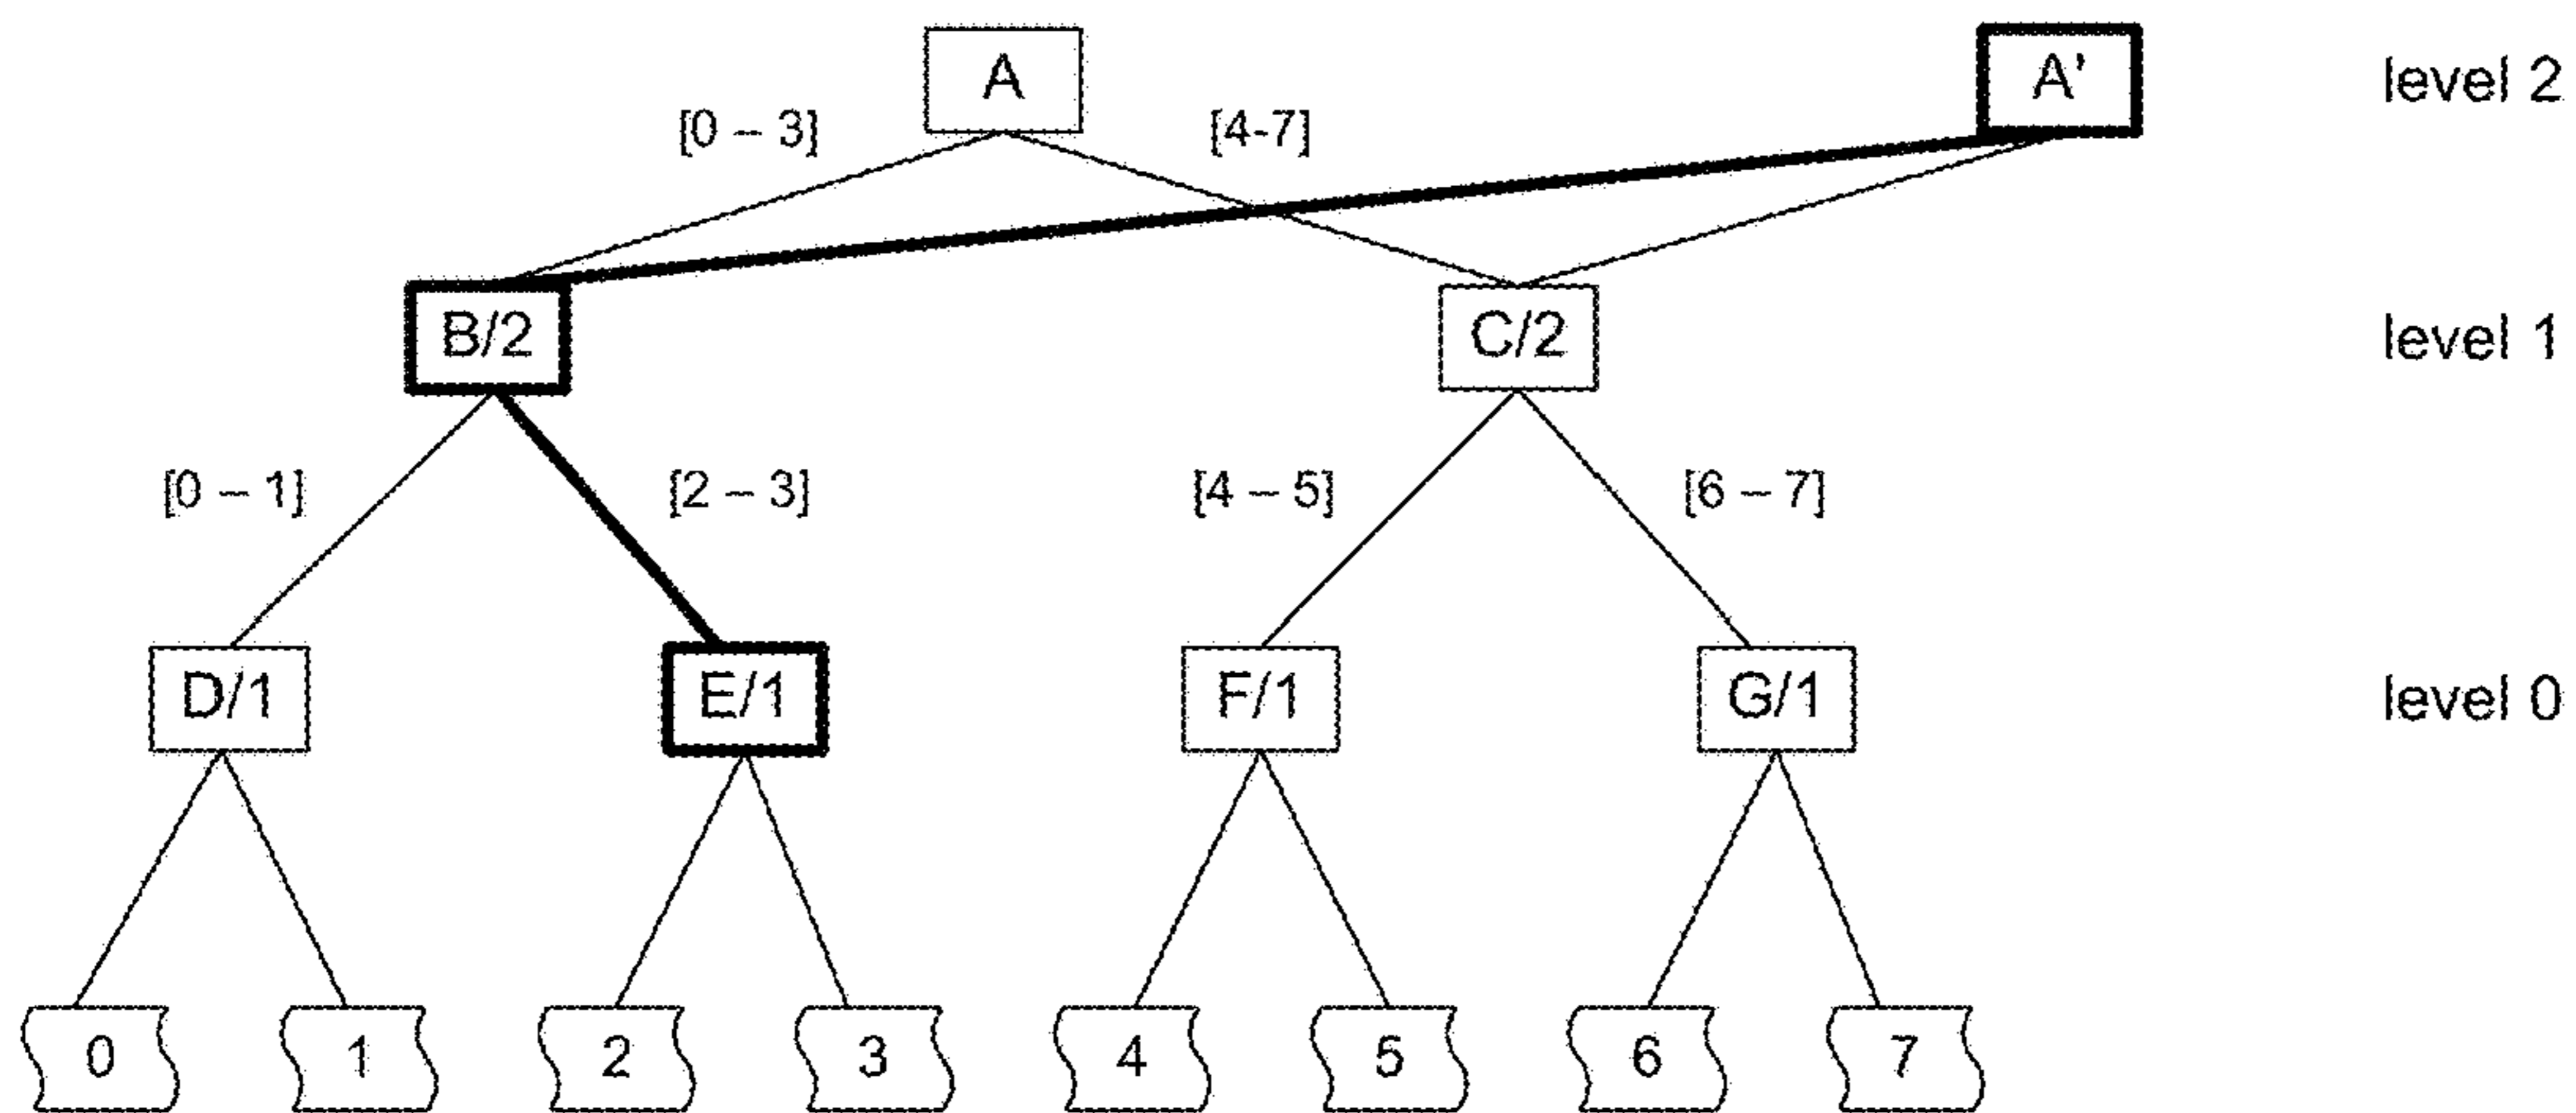 A A' level 2
[0 – 3] [4-7]
B/2 C/2 level 1
[0 – 1] [2 – 3] [4 – 5] [6 – 7]
D/1 E/1 F/1 G/1 level 0
0 1 2 3 4 5 6 7